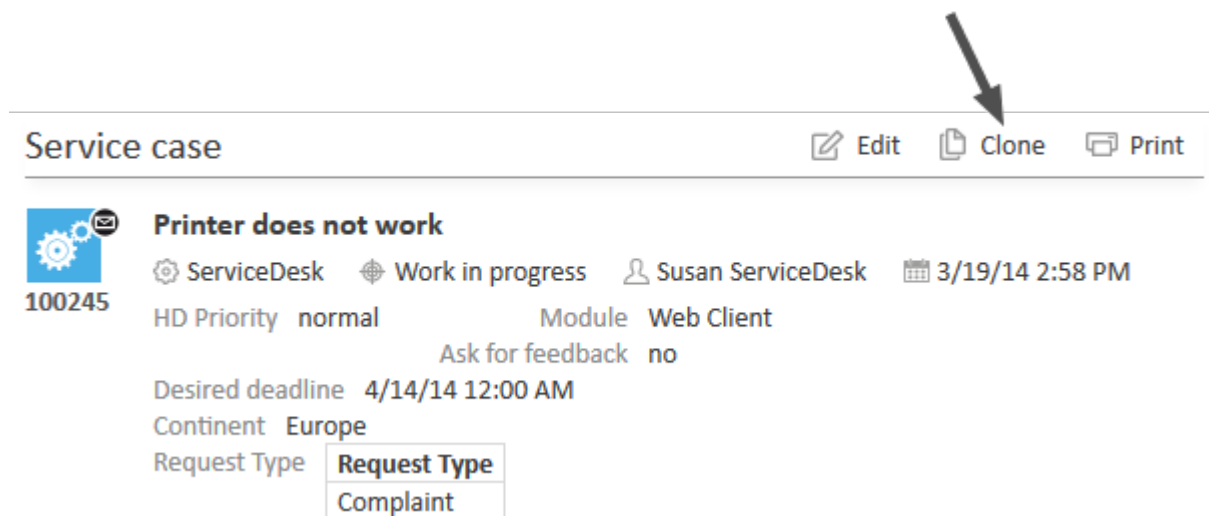 Service case Edit Clone Print
Printer does not work
ServiceDesk Work in progress Susan ServiceDesk 3/19/14 2:58 PM
100245
HD Priority normal Module Web Client
Ask for feedback no
Desired deadline 4/14/14 12:00 AM
Continent Europe
Request Type Request Type
Complaint